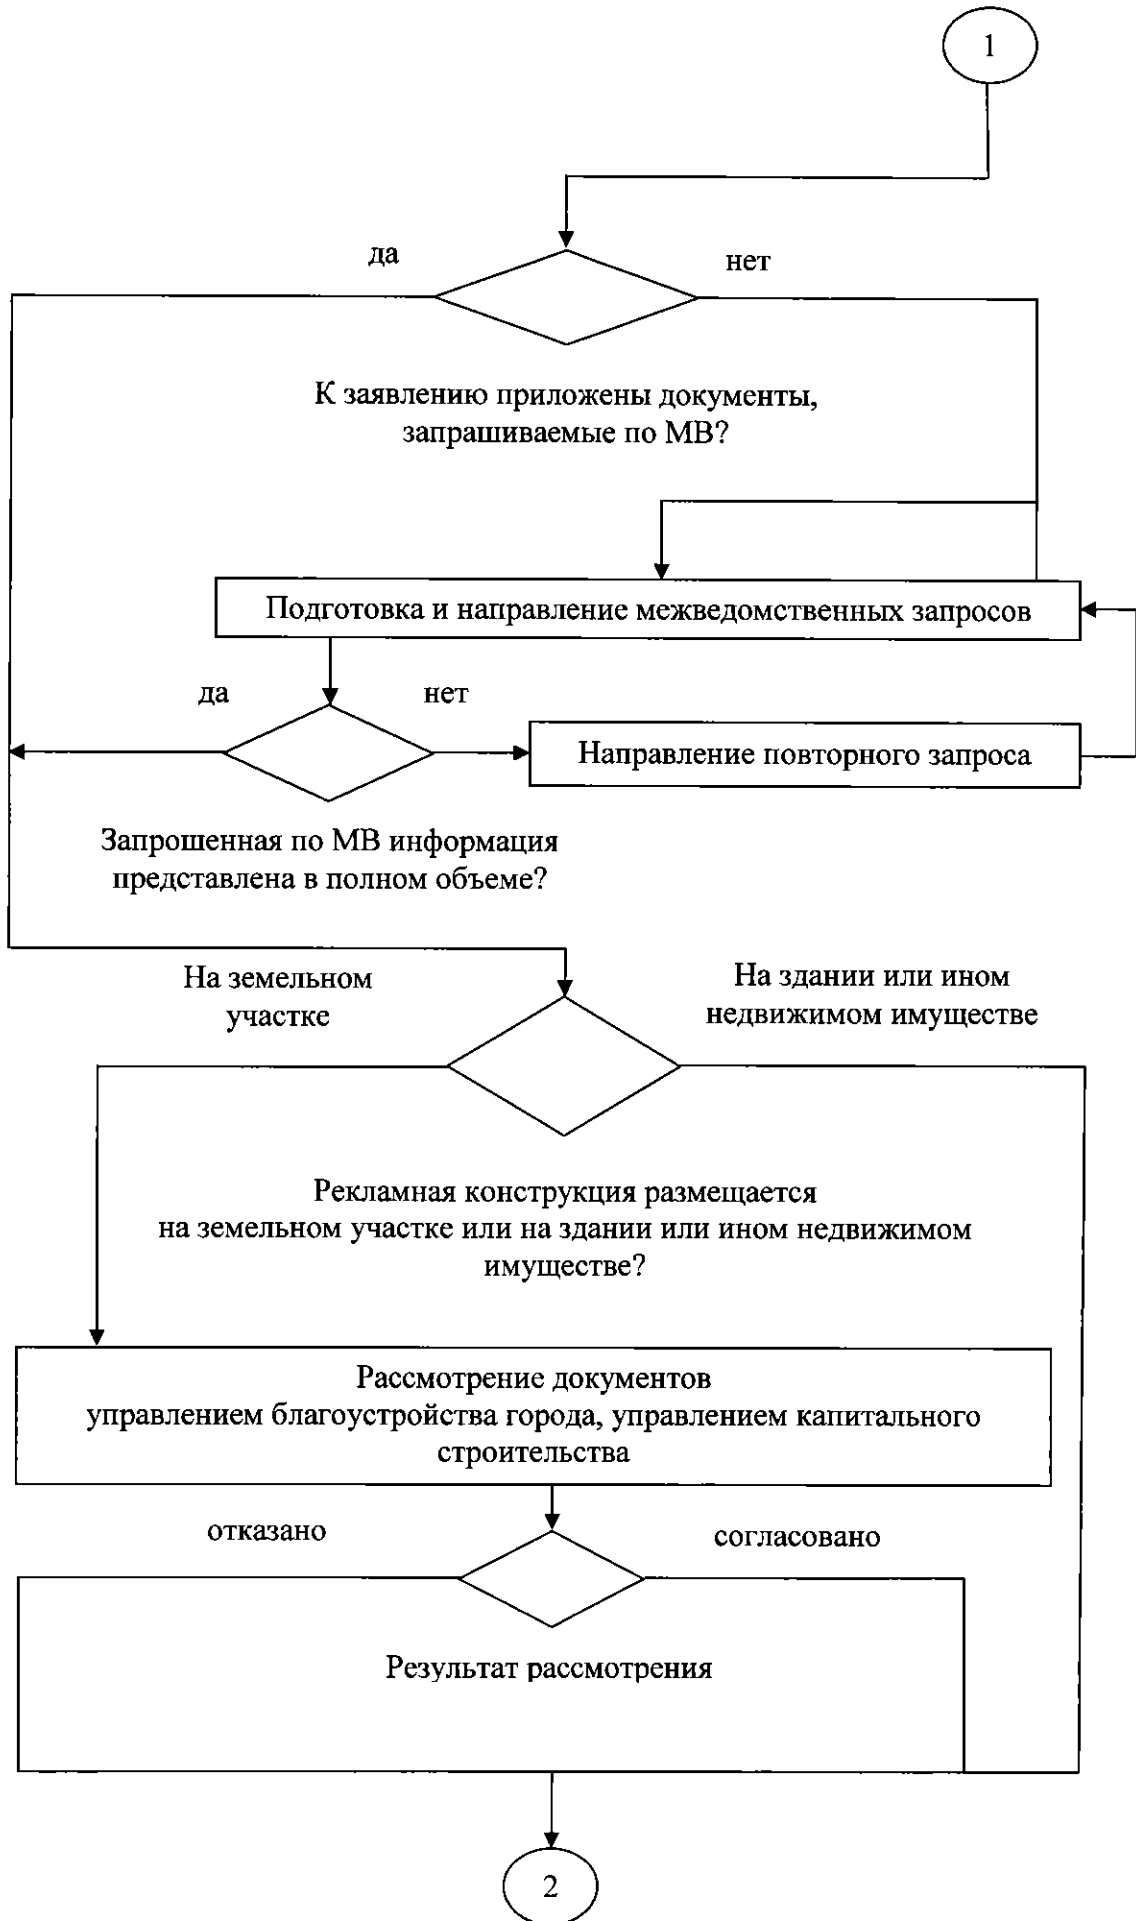 1
да
нет
К заявлению приложены документы,
запрашиваемые по МВ?
Подготовка и направление межведомственных запросов
да
нет
Направление повторного запроса
Запрошенная по МВ информация
представлена в полном объеме?
На земельном
участке
На здании или ином
недвижимом имуществе
Рекламная конструкция размещается
на земельном участке или на здании или ином недвижимом
имуществе?
Рассмотрение документов
управлением благоустройства города, управлением капитального
строительства
отказано
согласовано
Результат рассмотрения
2